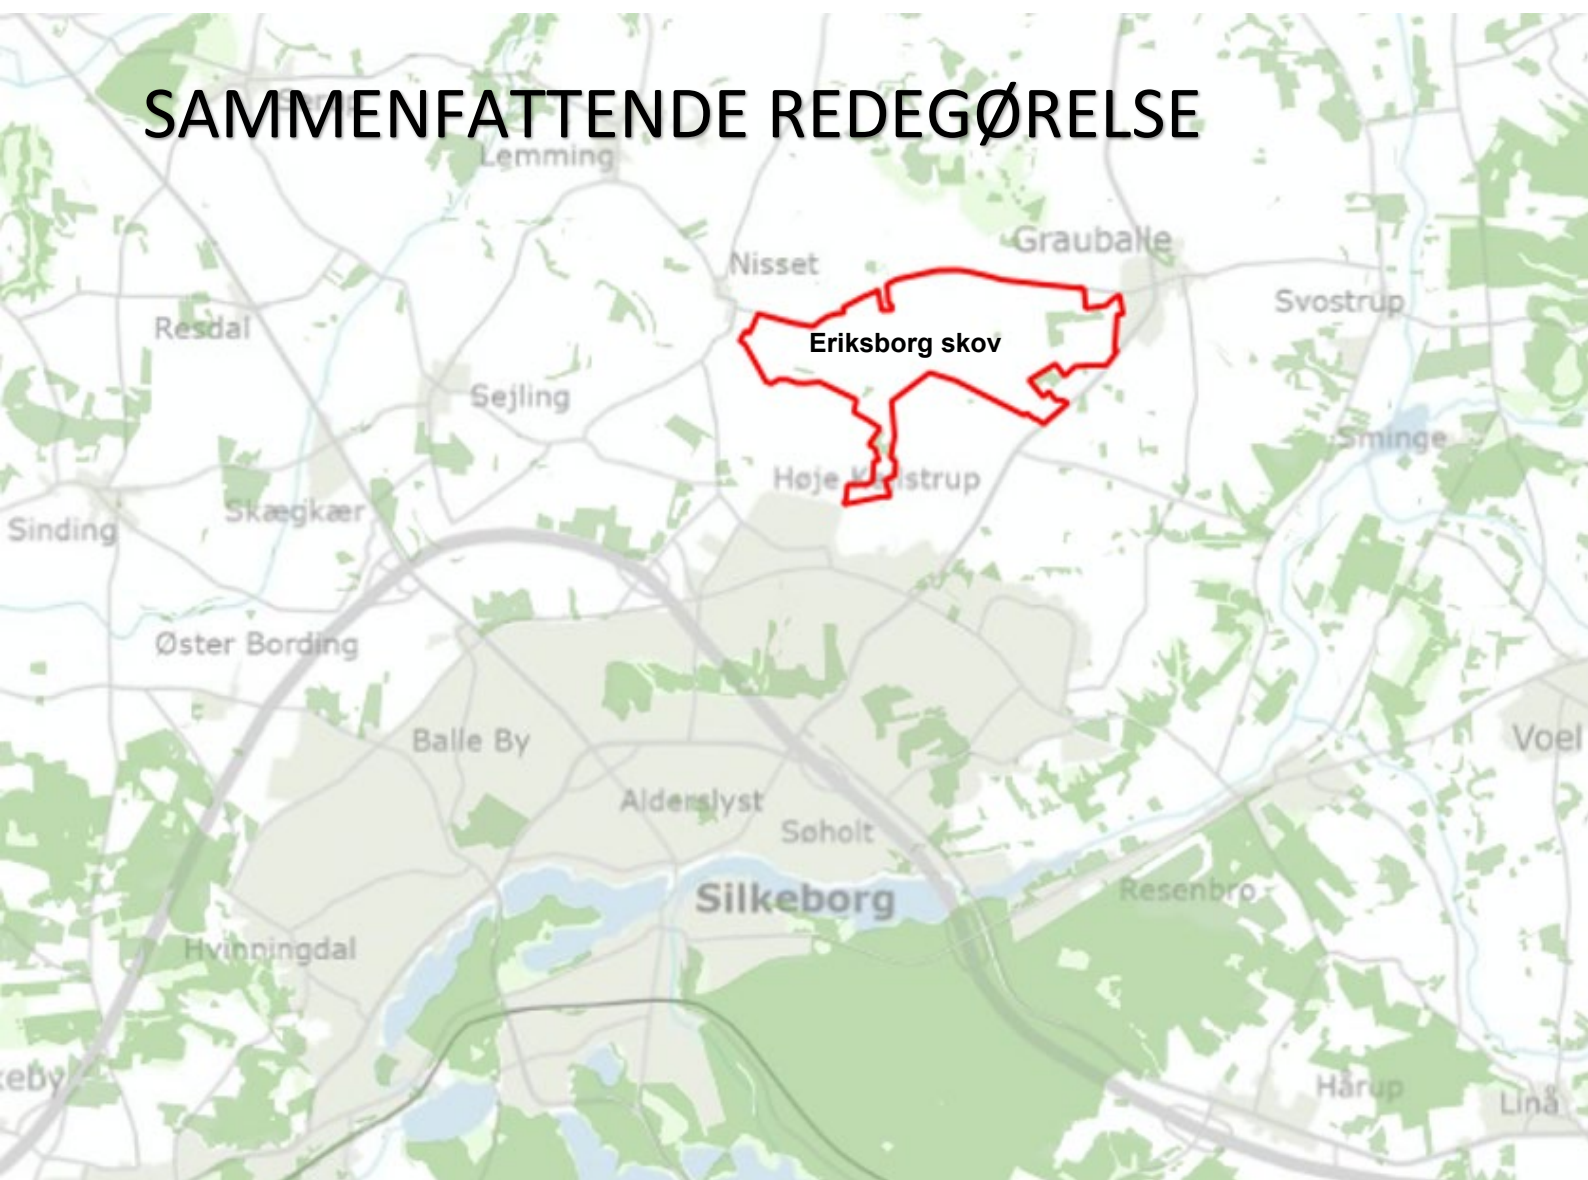 SAMMENFATTENDE REDEGØRELSE
Lemming
Grauballe
Nisset
Svostrup
Resdal
Eriksborg skov
Sejling
Sminge
Høje K
strup
Skægkær
Sinding
Øster Bording
Balle By
Voel
Alderslyst
Søholt
Silkeborg
Resenbro
Hvinningdal
keby
Hårup
Linå